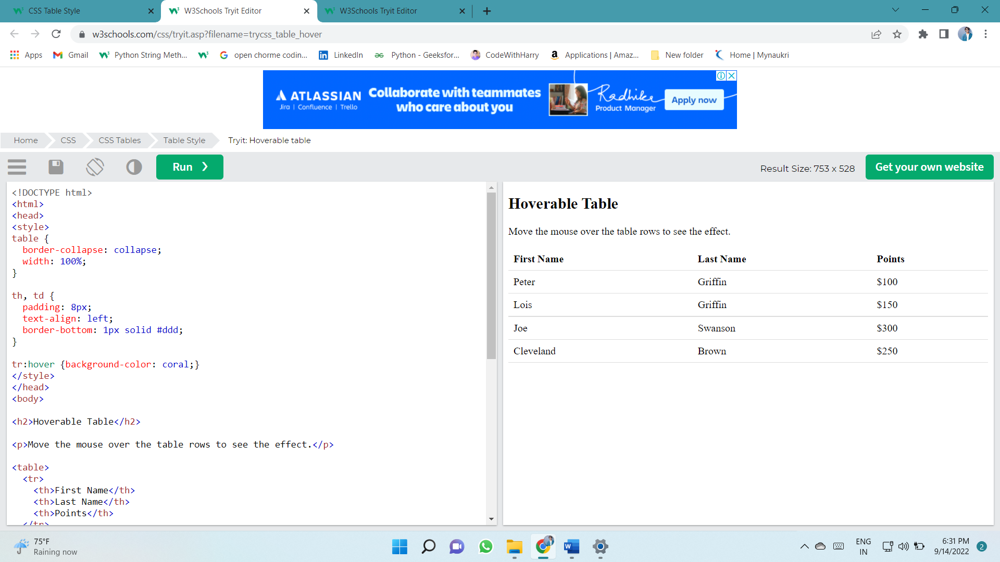 CSS Table Style
W3Schools Tryit Editor
W3Schools Tryit Editor
w3schools.com/css/tryit.asp?filename=trycss_table_hover
Apps
Gmail
Python String Meth...
open chorme codin...
LinkedIn
Python - Geeksfor...
CodeWithHarry
Applications | Amaz...
New folder
Home | Mynaukri
ATLASSIAN
Jira | Confluence | Trello
Collaborate with teammates
who care about you
Radhika
Product Manager
Apply now
Home
CSS
CSS Tables
Table Style
Tryit: Hoverable table
Run ❯
Result Size: 753 x 528
Get your own website
<!DOCTYPE html>
<html>
<head>
<style>
table {
  border-collapse: collapse;
  width: 100%;
}
th, td {
  padding: 8px;
  text-align: left;
  border-bottom: 1px solid #ddd;
}
tr:hover {background-color: coral;}
</style>
</head>
<body>
<h2>Hoverable Table</h2>
<p>Move the mouse over the table rows to see the effect.</p>
<table>
  <tr>
    <th>First Name</th>
    <th>Last Name</th>
    <th>Points</th>
  </tr>
Hoverable Table
Move the mouse over the table rows to see the effect.
First Name Last Name Points
Peter Griffin $100
Lois Griffin $150
Joe Swanson $300
Cleveland Brown $250
75°F
Raining now
ENG
IN
6:31 PM
9/14/2022
2